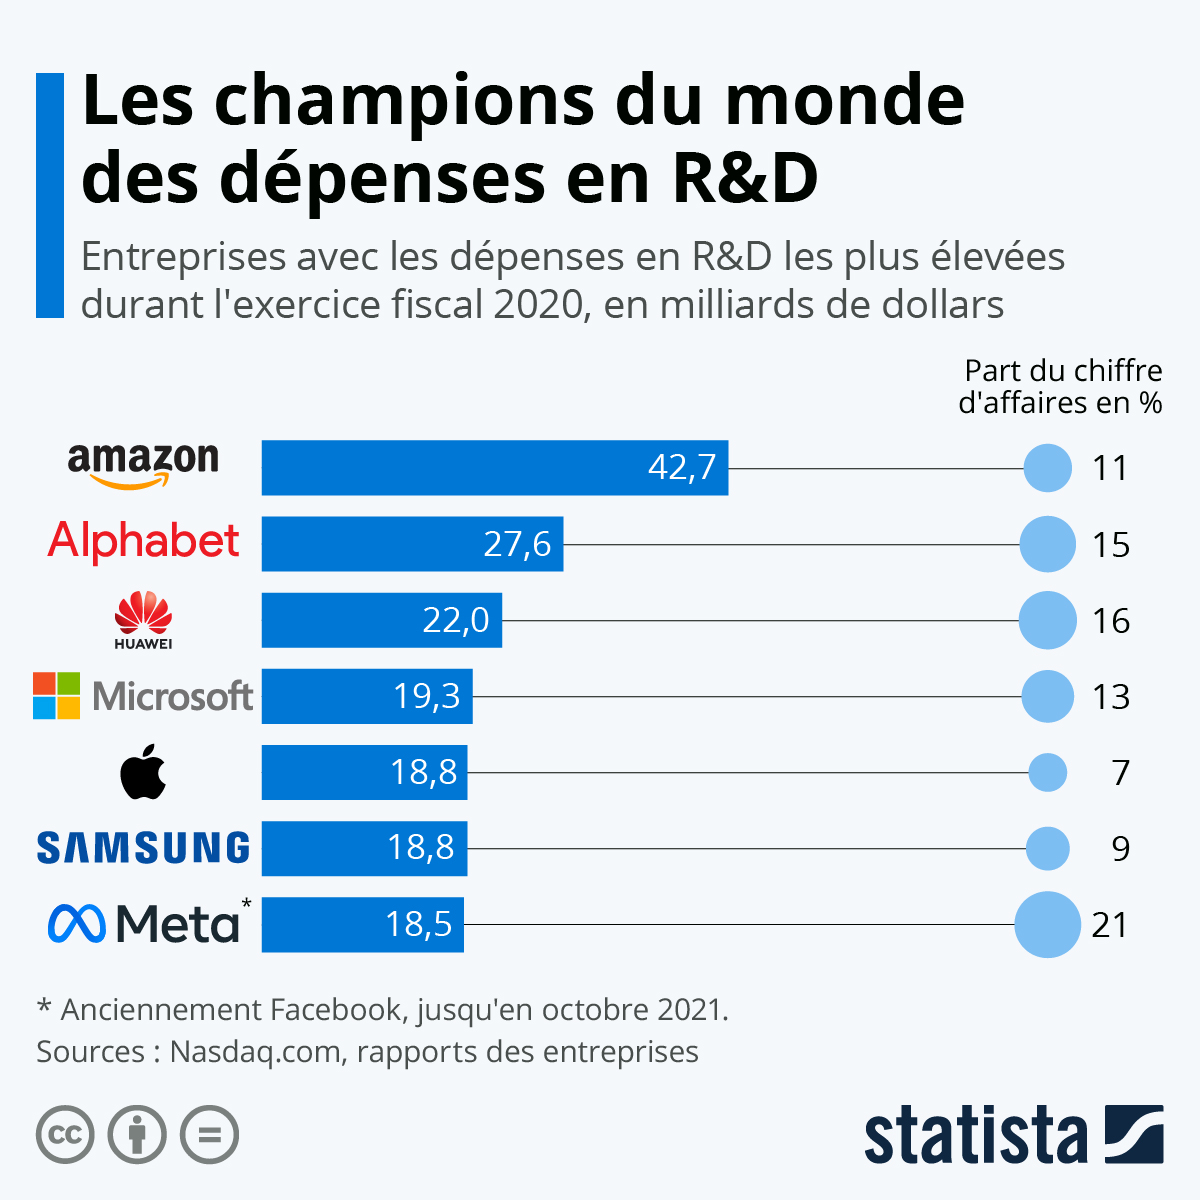 Les champions du monde
des dépenses en R&D
Entreprises avec les dépenses en R&D les plus élevées
durant l'exercice fiscal 2020, en milliards de dollars
Part du chiffre
d'affaires en %
amazon 42,7 11
Alphabet 27,6 15
HUAWEI 22,0 16
Microsoft 19,3 13
18,8 7
SAMSUNG 18,8 9
Meta* 18,5 21
* Anciennement Facebook, jusqu'en octobre 2021.
Sources : Nasdaq.com, rapports des entreprises
cc statista